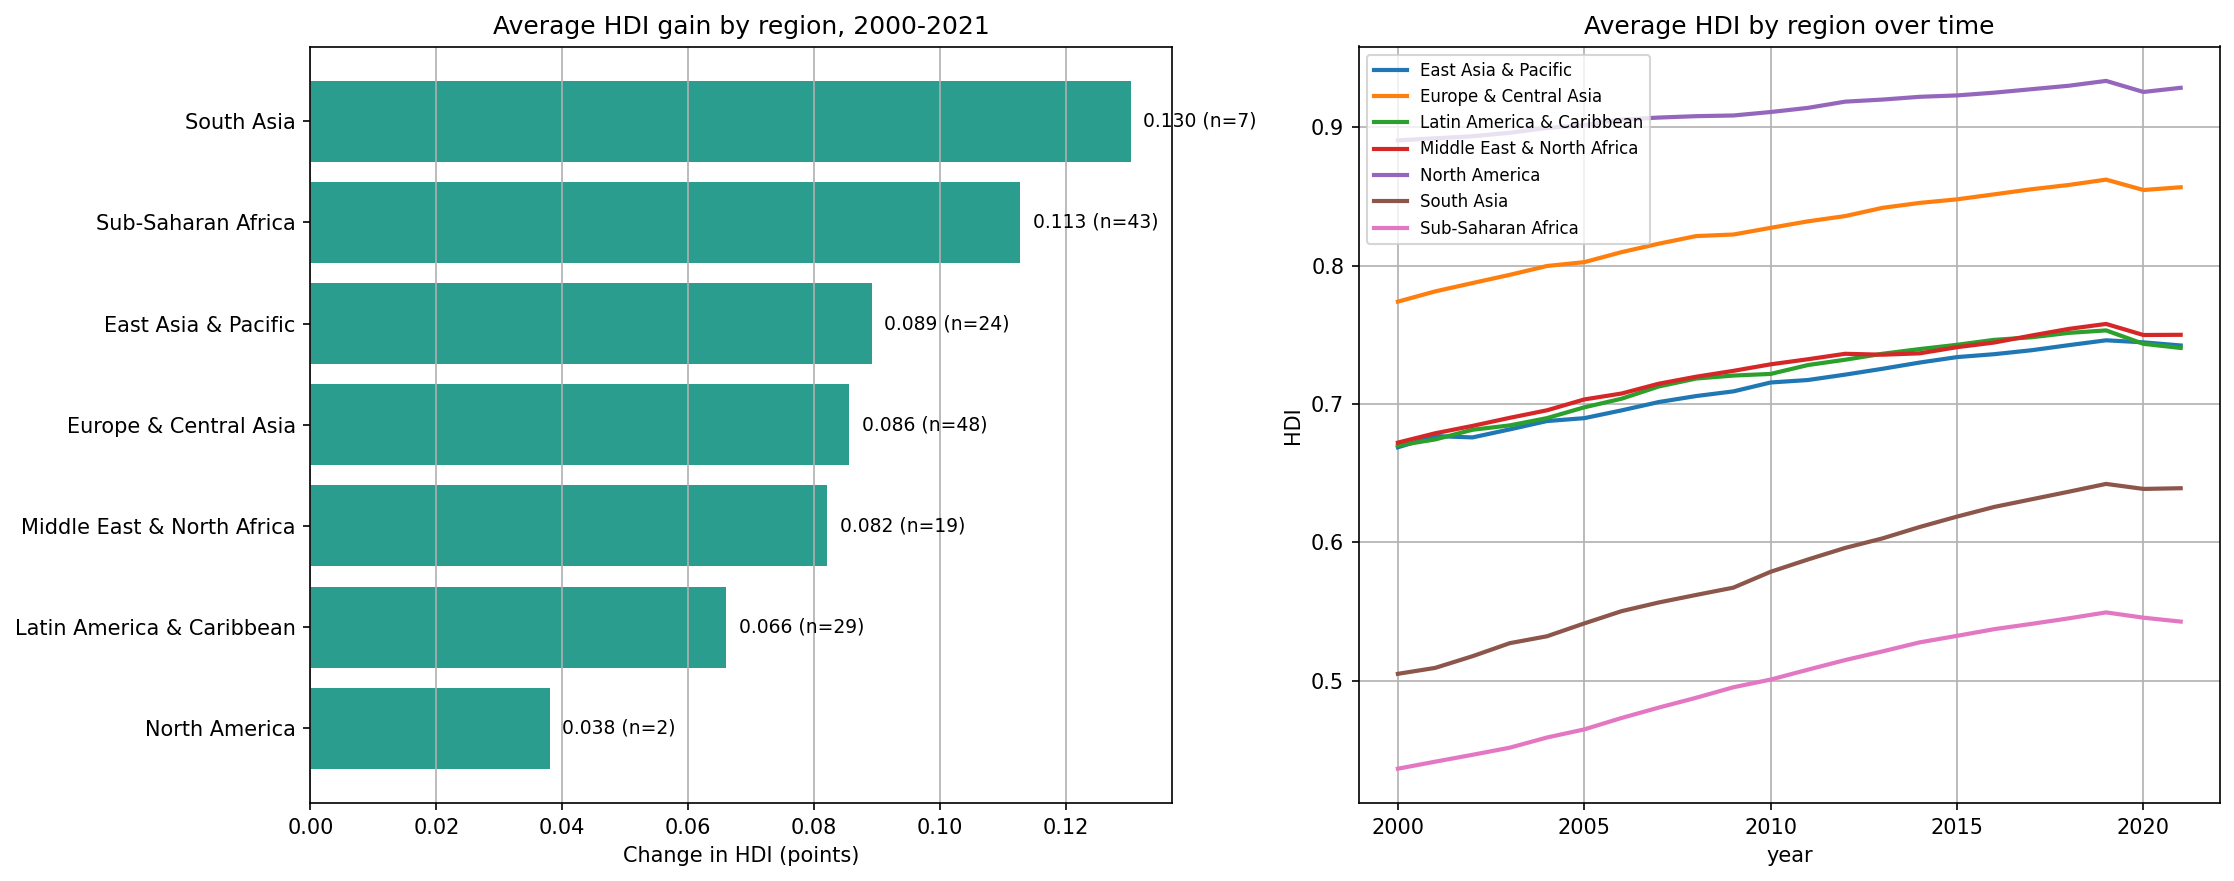 Average HDI gain by region, 2000-2021
South Asia
0.130 (n=7)
Sub-Saharan Africa
0.113 (n=43)
East Asia & Pacific
0.089 (n=24)
Europe & Central Asia
0.086 (n=48)
Middle East & North Africa
0.082 (n=19)
Latin America & Caribbean
0.066 (n=29)
North America
0.038 (n=2)
0.00 0.02 0.04 0.06 0.08 0.10 0.12
Change in HDI (points)
Average HDI by region over time
East Asia & Pacific
Europe & Central Asia
Latin America & Caribbean
Middle East & North Africa
North America
South Asia
Sub-Saharan Africa
HDI
0.9
0.8
0.7
0.6
0.5
2000 2005 2010 2015 2020
year